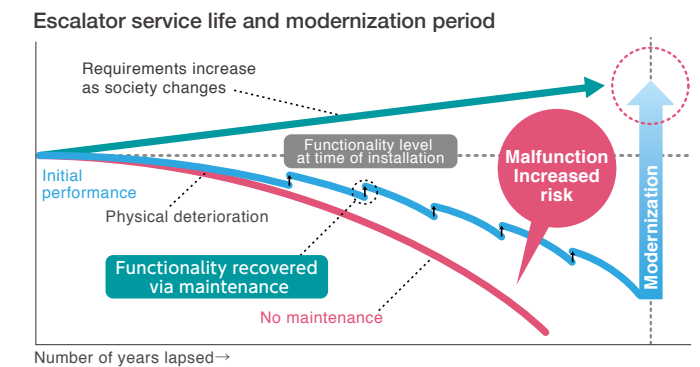 Escalator service life and modernization period
Requirements increase
as society changes
Functionality level
at time of installation
Malfunction
Increased
risk
Initial
performance
Physical deterioration
Functionality recovered
via maintenance
No maintenance
Modernization
Number of years lapsed→